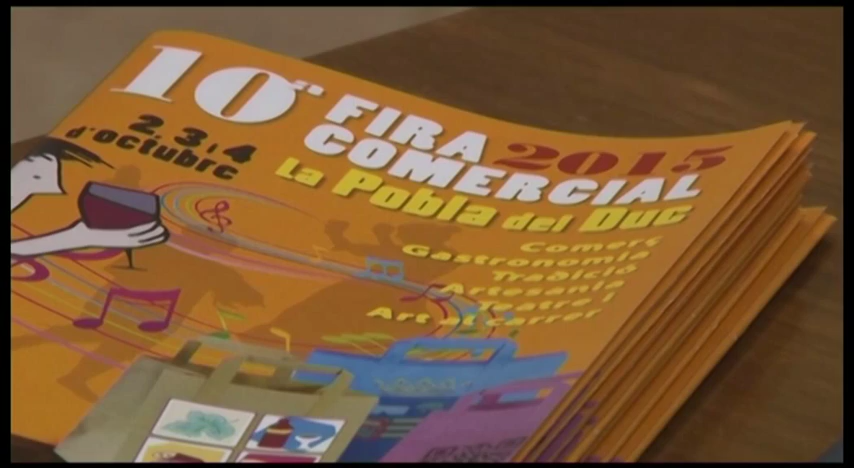 10ª FIRA
COMERCIAL 2015
La Pobla del Duc
2, 3 i 4
d'octubre
Comerç
Gastronomia
Tradició
Artesania
Teatre i
Art al carrer